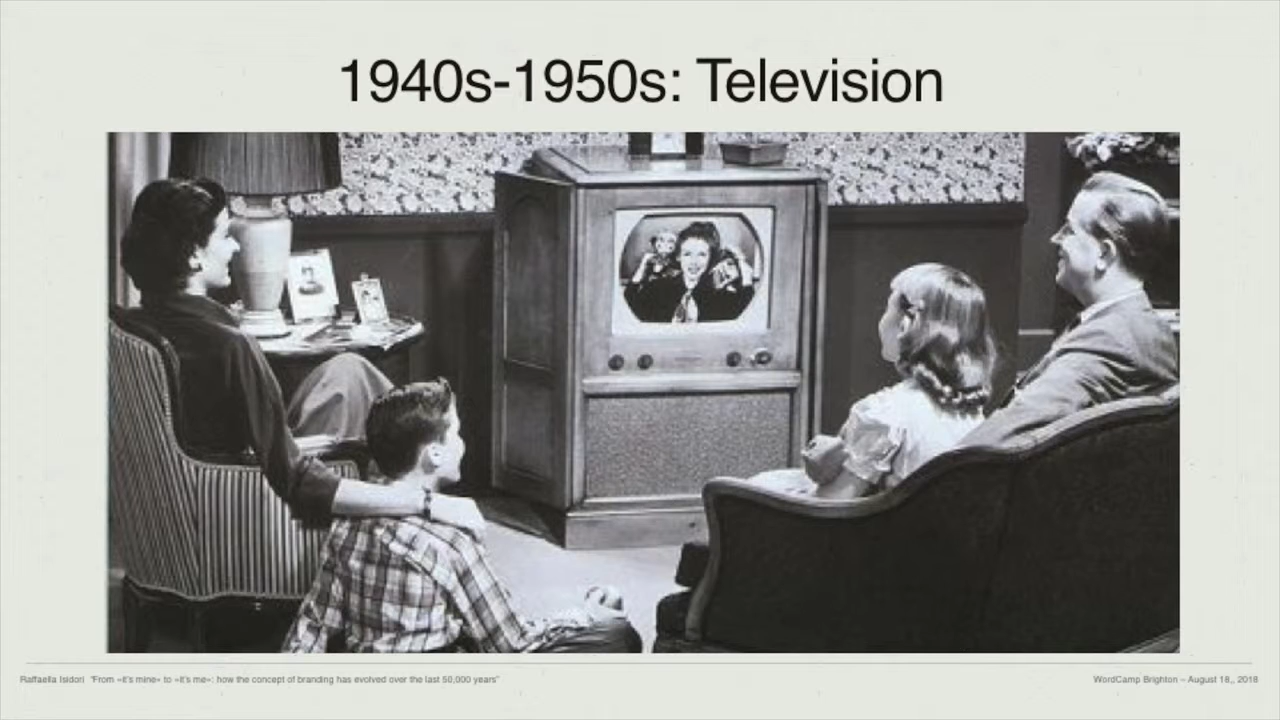 1940s-1950s: Television
Raffaella Isidori "From «it's mine» to «it's me»: how the concept of branding has evolved over the last 50,000 years"
WordCamp Brighton – August 18,, 2018